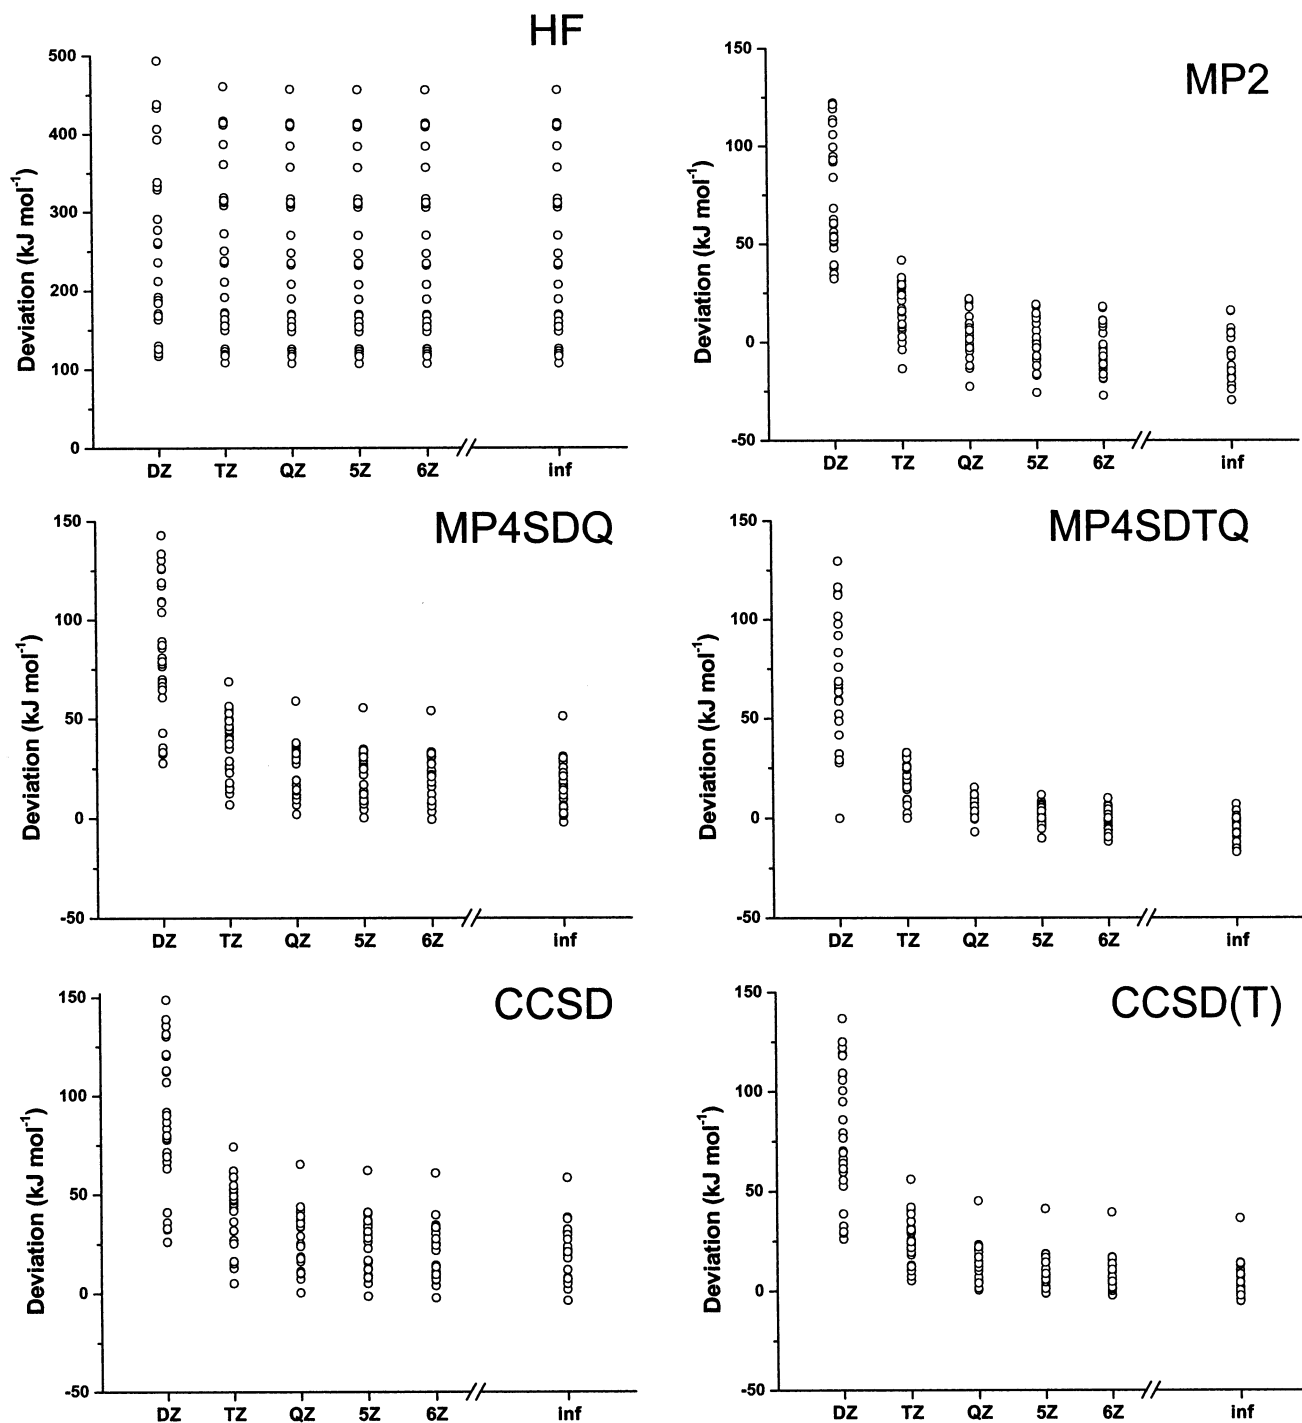 HF
500
400
300
200
100
0
Deviation (kJ mol⁻¹)
DZ TZ QZ 5Z 6Z inf
MP2
150
100
50
0
-50
Deviation (kJ mol⁻¹)
DZ TZ QZ 5Z 6Z inf
MP4SDQ
150
100
50
0
-50
Deviation (kJ mol⁻¹)
DZ TZ QZ 5Z 6Z inf
MP4SDTQ
150
100
50
0
-50
Deviation (kJ mol⁻¹)
DZ TZ QZ 5Z 6Z inf
CCSD
150
100
50
0
-50
Deviation (kJ mol⁻¹)
DZ TZ QZ 5Z 6Z inf
CCSD(T)
150
100
50
0
-50
Deviation (kJ mol⁻¹)
DZ TZ QZ 5Z 6Z inf